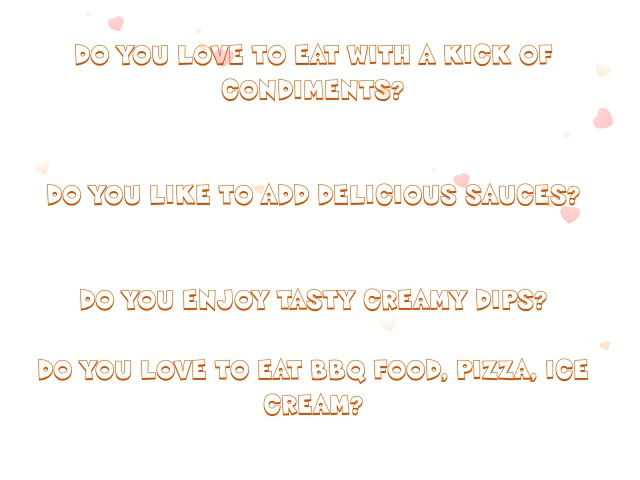 DO YOU LOVE TO EAT WITH A KICK OF
CONDIMENTS?
DO YOU LIKE TO ADD DELICIOUS SAUCES?
DO YOU ENJOY TASTY CREAMY DIPS?
DO YOU LOVE TO EAT BBQ FOOD, PIZZA, ICE
CREAM?